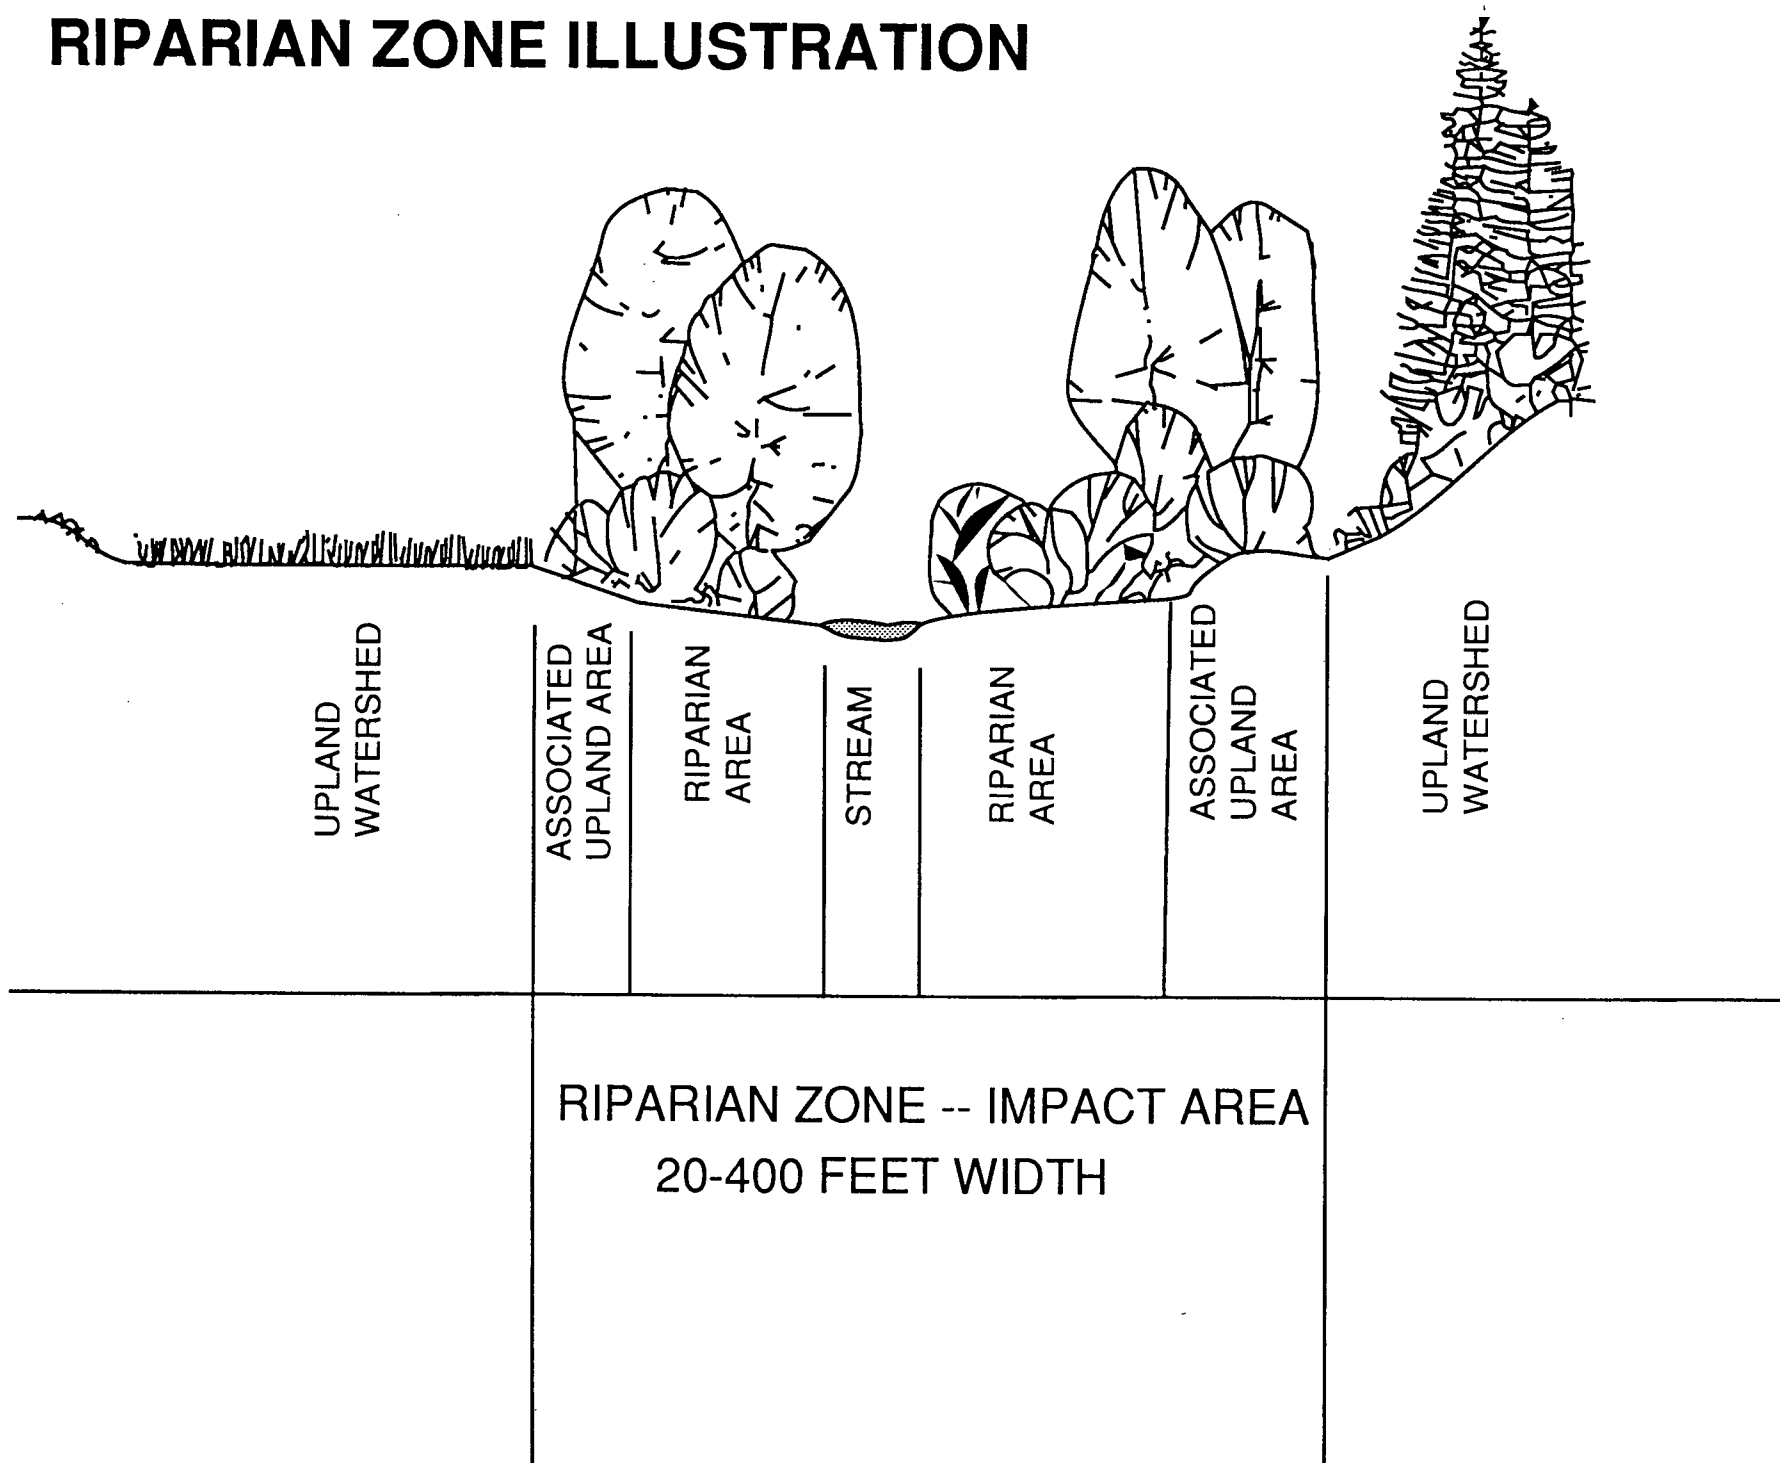 RIPARIAN ZONE ILLUSTRATION
UPLAND
WATERSHED
ASSOCIATED
UPLAND AREA
RIPARIAN
AREA
STREAM
RIPARIAN
AREA
ASSOCIATED
UPLAND
AREA
UPLAND
WATERSHED
RIPARIAN ZONE -- IMPACT AREA
20-400 FEET WIDTH